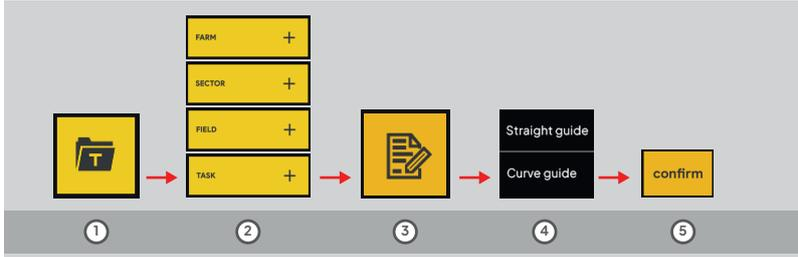 FARM +
SECTOR +
FIELD +
TASK +
T
Straight guide
Curve guide
confirm
1
2
3
4
5